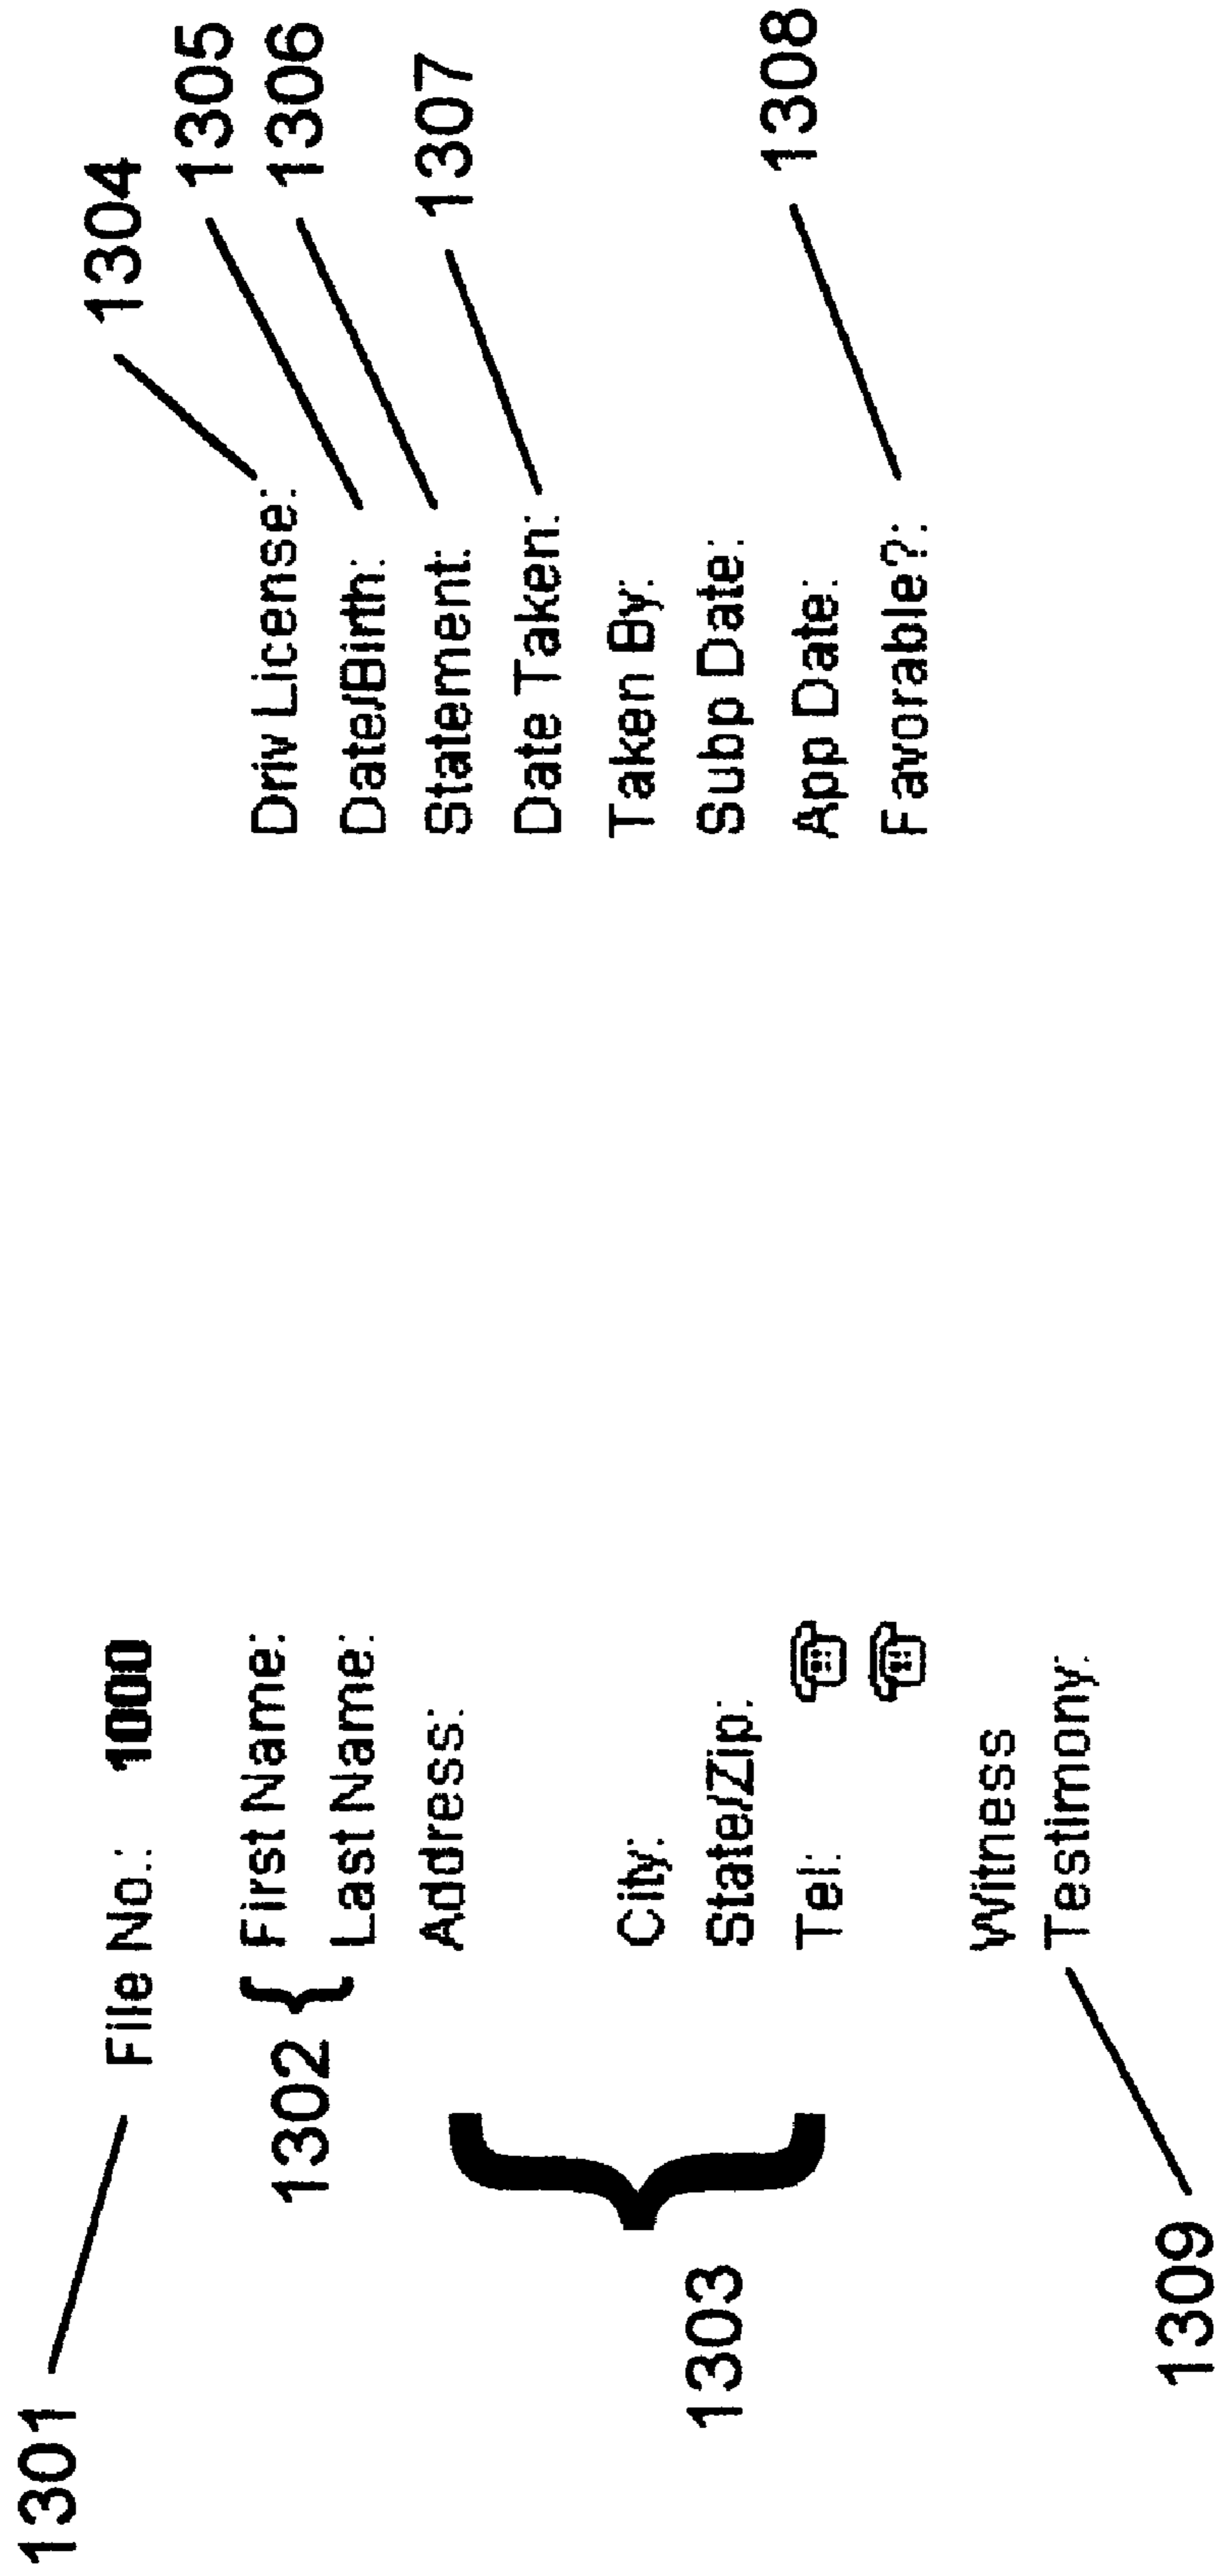 1301
File No.: 1000
1302
{
First Name:
Last Name:
1303
{
Address:
City:
State/Zip:
Tel:
1309
Witness
Testimony:
1304
Driv License:
1305
Date/Birth:
1306
Statement:
1307
Date Taken:
Taken By:
Subp Date:
App Date:
1308
Favorable?: